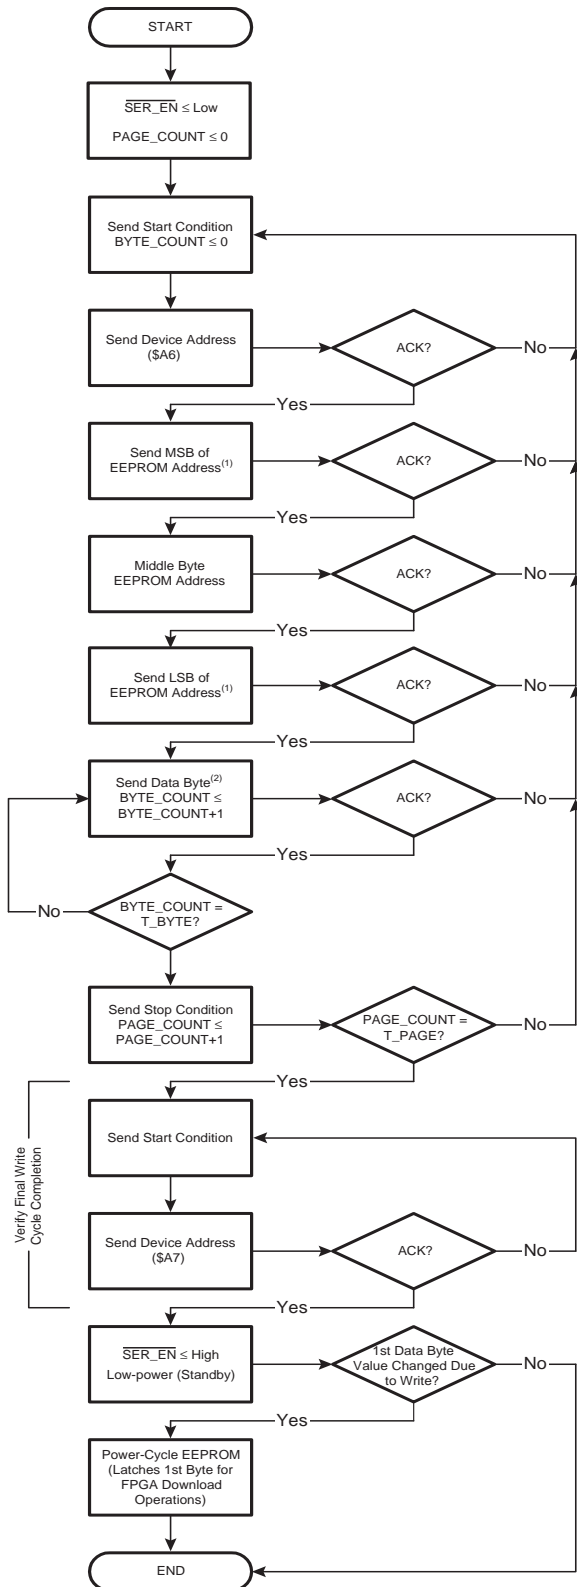 START
SER_EN ≤ Low
PAGE_COUNT ≤ 0
Send Start Condition
BYTE_COUNT ≤ 0
Send Device Address
($A6)
ACK?
No
Yes
Send MSB of
EEPROM Address(1)
ACK?
No
Yes
Middle Byte
EEPROM Address
ACK?
No
Yes
Send LSB of
EEPROM Address(1)
ACK?
No
Yes
Send Data Byte(2)
BYTE_COUNT ≤
BYTE_COUNT+1
ACK?
No
Yes
BYTE_COUNT =
T_BYTE?
No
Send Stop Condition
PAGE_COUNT ≤
PAGE_COUNT+1
PAGE_COUNT =
T_PAGE?
No
Yes
Verify Final Write
Cycle Completion
Send Start Condition
Send Device Address
($A7)
ACK?
No
Yes
SER_EN ≤ High
Low-power (Standby)
1st Data Byte
Value Changed Due
to Write?
No
Yes
Power-Cycle EEPROM
(Latches 1st Byte for
FPGA Download
Operations)
END